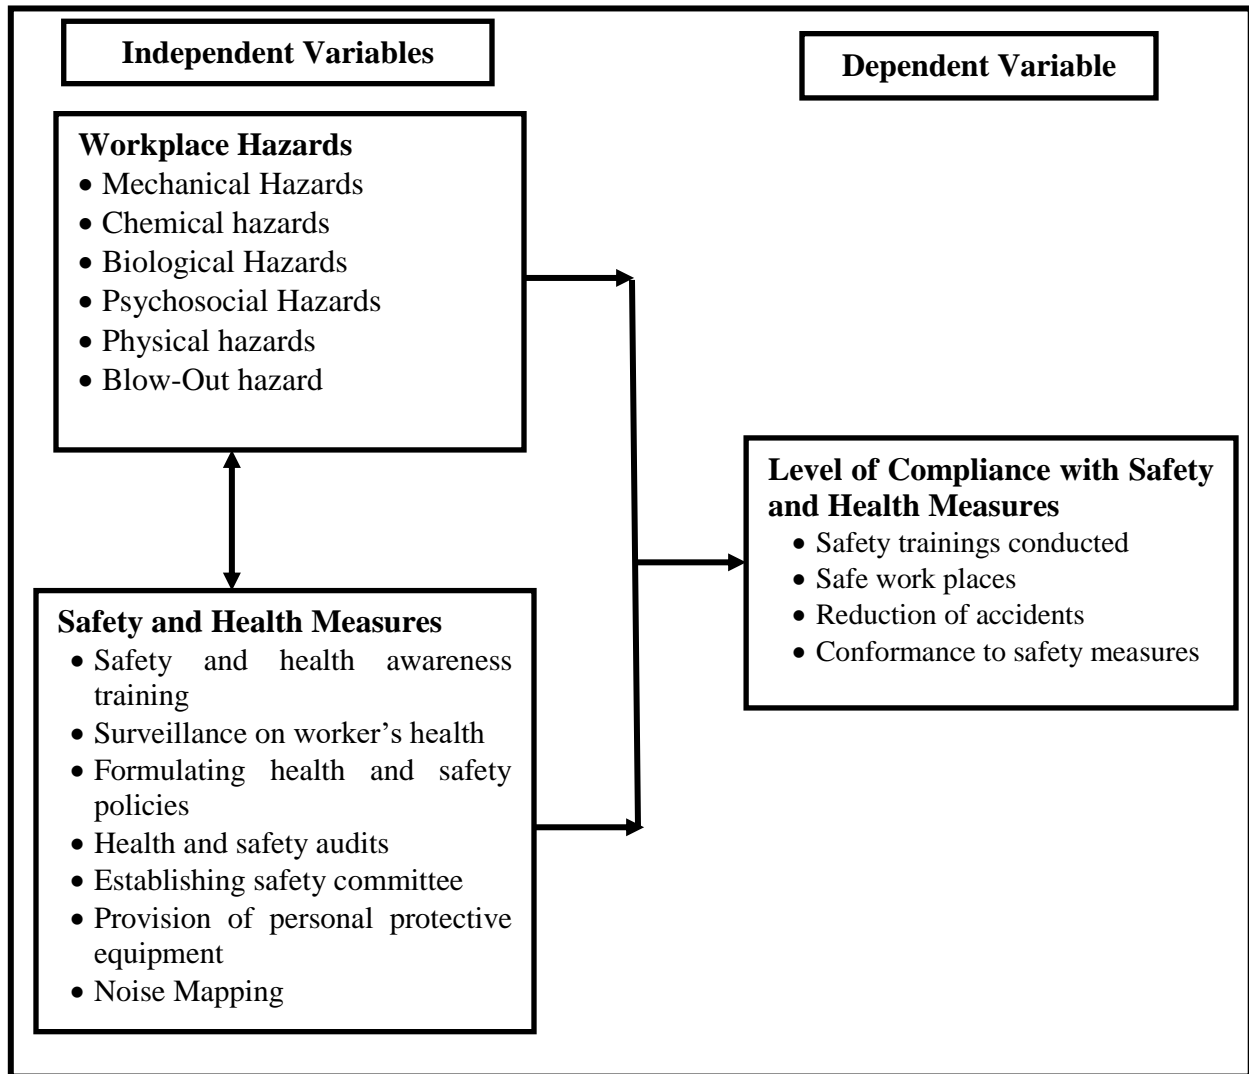 Independent Variables
Dependent Variable
Workplace Hazards
• Mechanical Hazards
• Chemical hazards
• Biological Hazards
• Psychosocial Hazards
• Physical hazards
• Blow-Out hazard
Safety and Health Measures
• Safety and health awareness
training
• Surveillance on worker’s health
• Formulating health and safety
policies
• Health and safety audits
• Establishing safety committee
• Provision of personal protective
equipment
• Noise Mapping
Level of Compliance with Safety
and Health Measures
• Safety trainings conducted
• Safe work places
• Reduction of accidents
• Conformance to safety measures